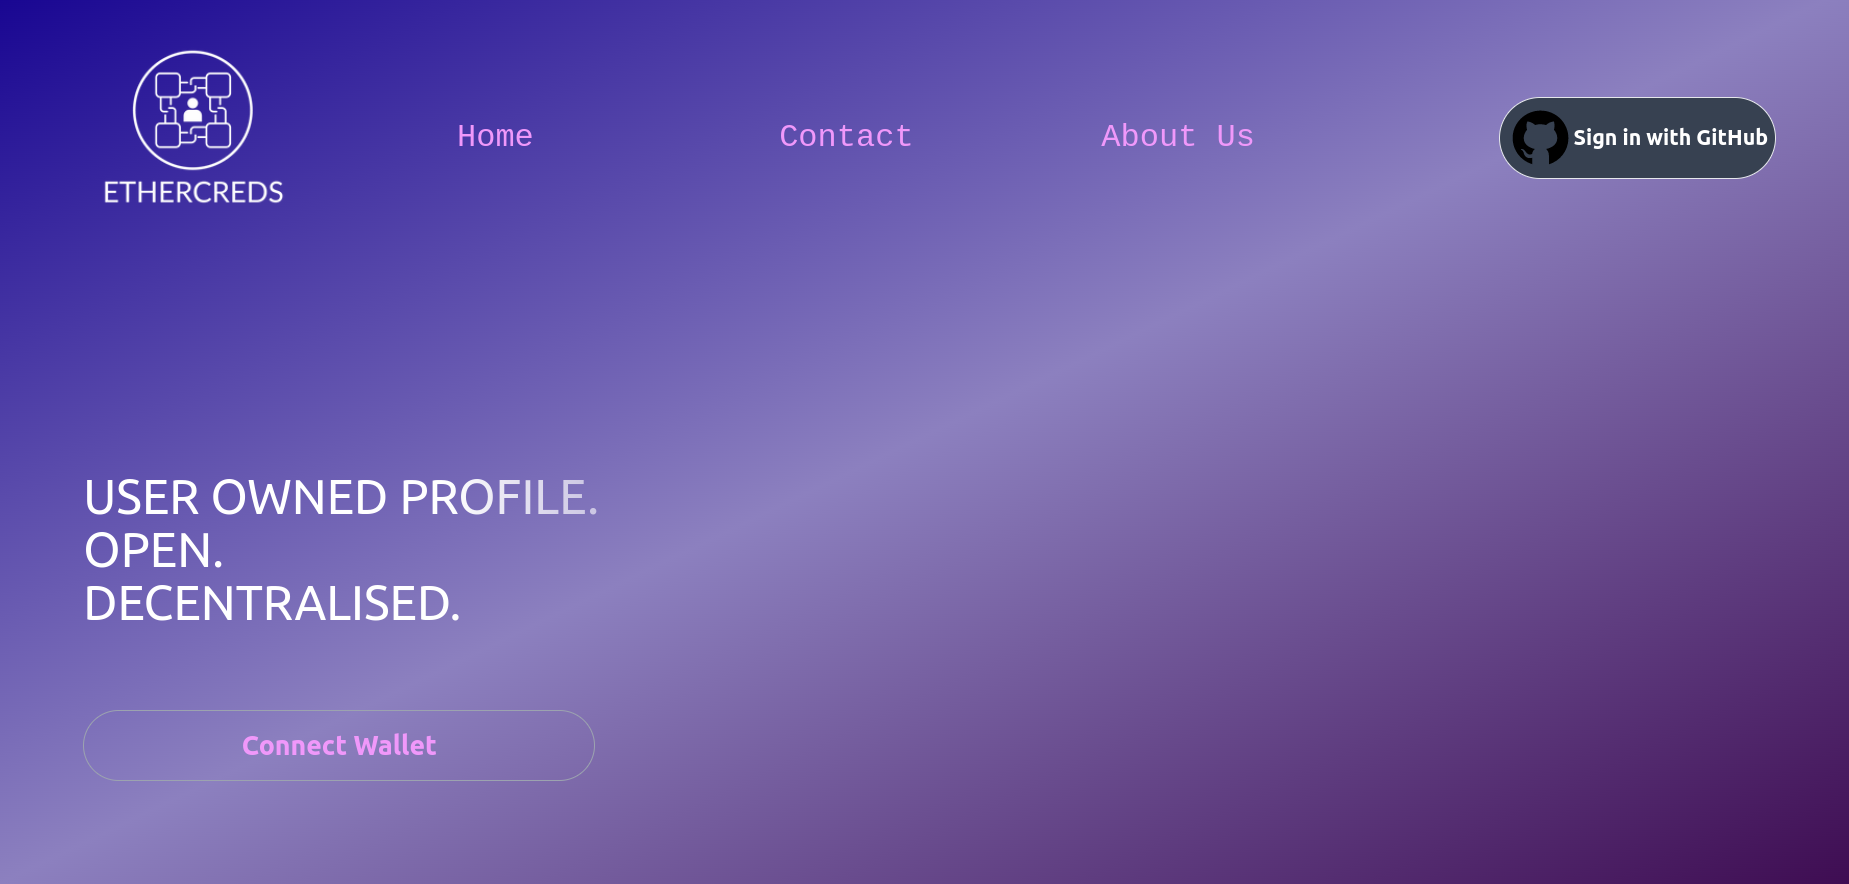 ETHERCREDS
Home
Contact
About Us
Sign in with GitHub
USER OWNED PROFILE.
OPEN.
DECENTRALISED.
Connect Wallet